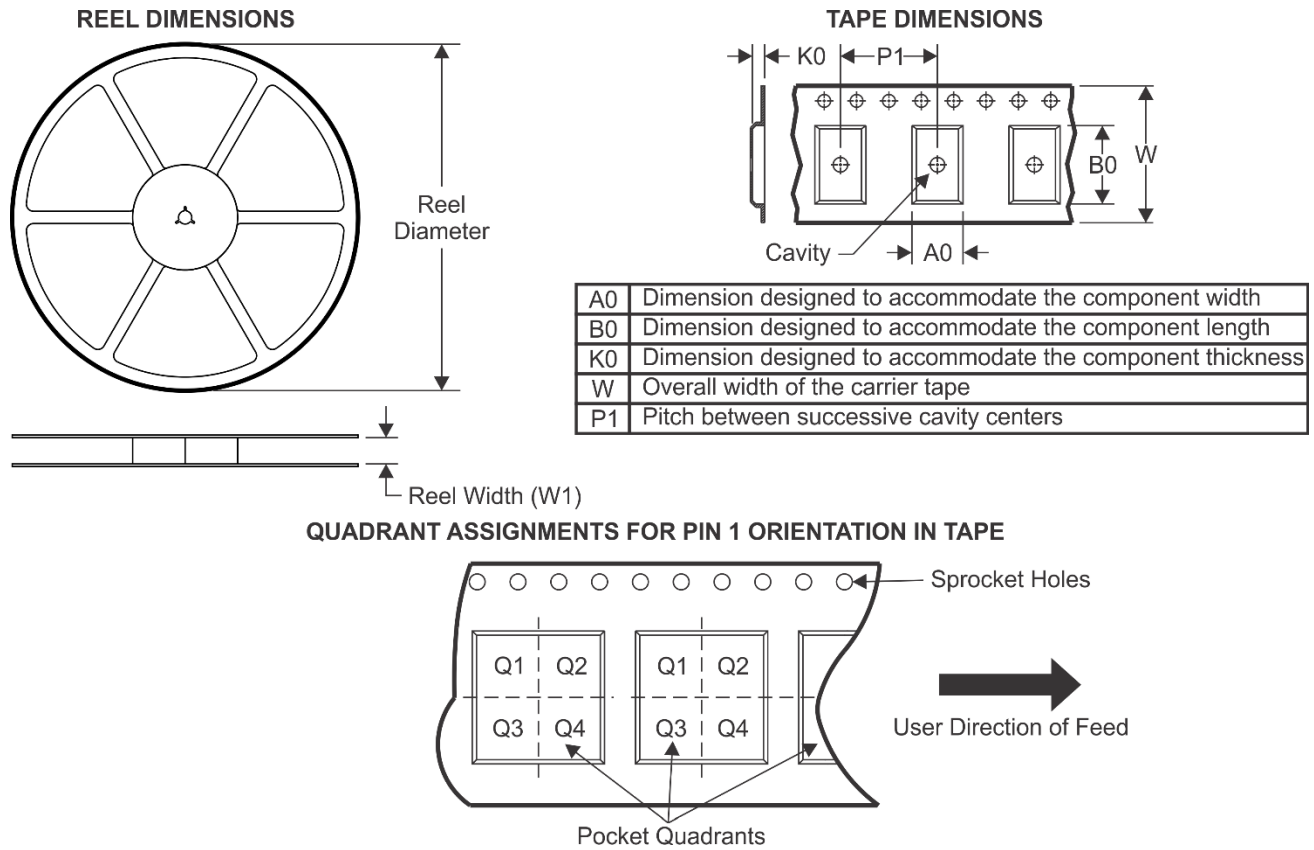 REEL DIMENSIONS
Reel
Diameter
Reel Width (W1)
TAPE DIMENSIONS
K0
P1
B0
W
Cavity
A0
A0 Dimension designed to accommodate the component width
B0 Dimension designed to accommodate the component length
K0 Dimension designed to accommodate the component thickness
W Overall width of the carrier tape
P1 Pitch between successive cavity centers
QUADRANT ASSIGNMENTS FOR PIN 1 ORIENTATION IN TAPE
Sprocket Holes
Q1 Q2 Q1 Q2
Q3 Q4 Q3 Q4
User Direction of Feed
Pocket Quadrants